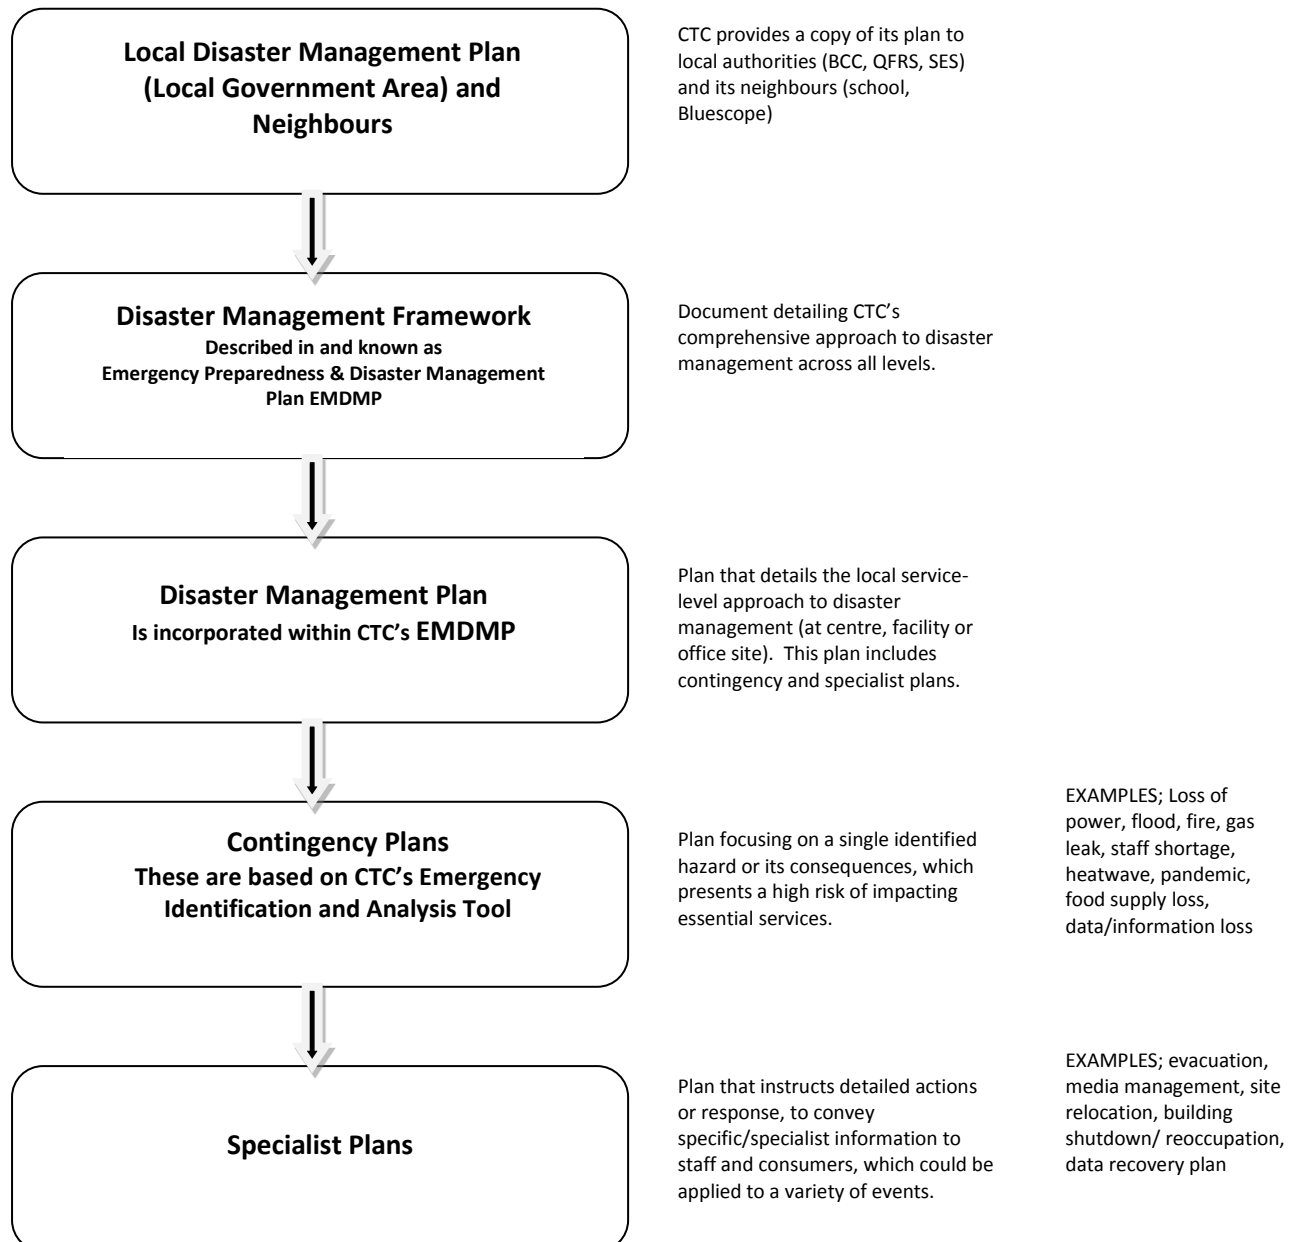 Local Disaster Management Plan
(Local Government Area) and
Neighbours
CTC provides a copy of its plan to
local authorities (BCC, QFRS, SES)
and its neighbours (school,
Bluescope)
Disaster Management Framework
Described in and known as
Emergency Preparedness & Disaster Management
Plan EMDMP
Document detailing CTC’s
comprehensive approach to disaster
management across all levels.
Disaster Management Plan
Is incorporated within CTC’s EMDMP
Plan that details the local service-
level approach to disaster
management (at centre, facility or
office site).  This plan includes
contingency and specialist plans.
Contingency Plans
These are based on CTC’s Emergency
Identification and Analysis Tool
Plan focusing on a single identified
hazard or its consequences, which
presents a high risk of impacting
essential services.
EXAMPLES; Loss of
power, flood, fire, gas
leak, staff shortage,
heatwave, pandemic,
food supply loss,
data/information loss
Specialist Plans
Plan that instructs detailed actions
or response, to convey
specific/specialist information to
staff and consumers, which could be
applied to a variety of events.
EXAMPLES; evacuation,
media management, site
relocation, building
shutdown/ reoccupation,
data recovery plan